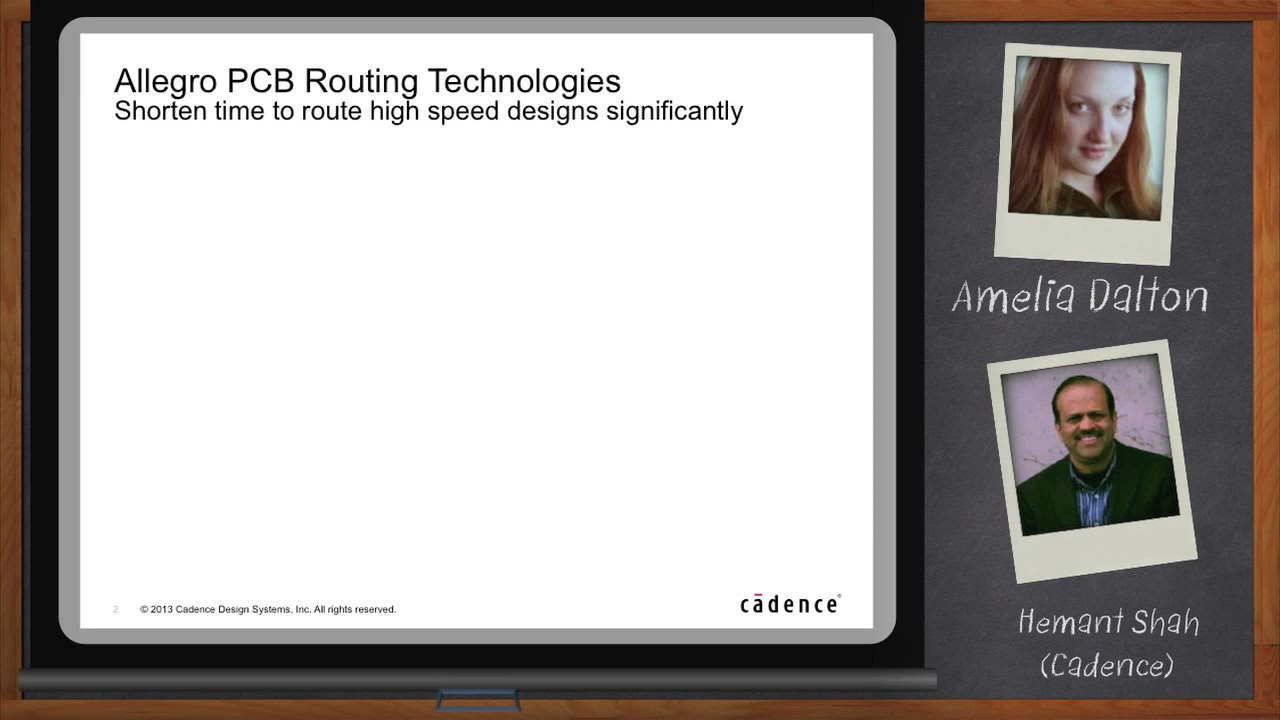 Allegro PCB Routing Technologies
Shorten time to route high speed designs significantly
2
© 2013 Cadence Design Systems, Inc. All rights reserved.
cādence®
Amelia Dalton
Hemant Shah
(Cadence)